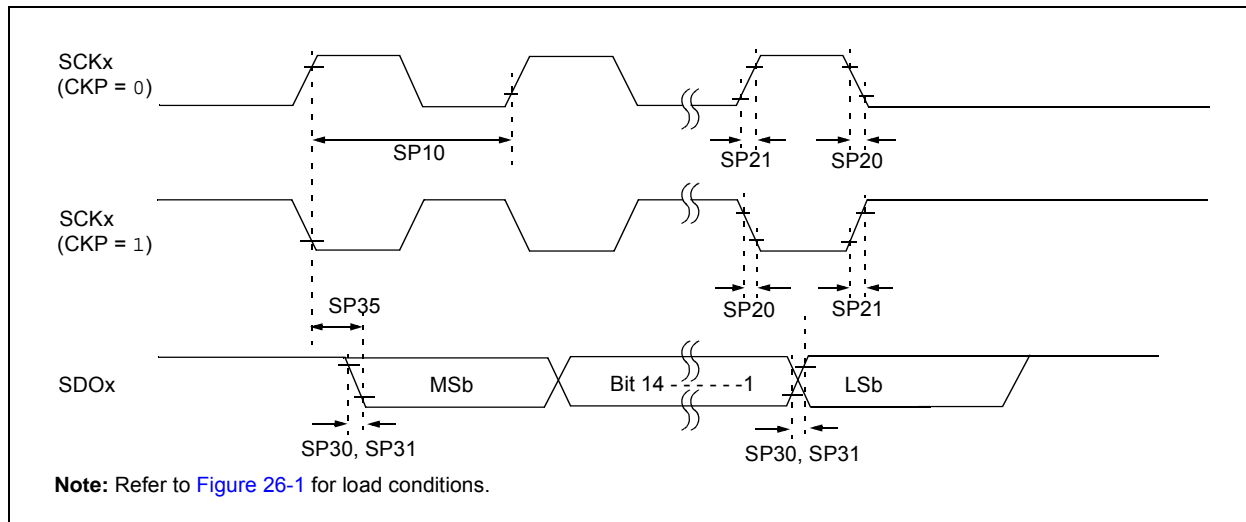 SCKx
(CKP = 0)
SP10
SP21
SP20
SCKx
(CKP = 1)
SP35
SP20
SP21
SDOx
MSb
Bit 14 - - - - - -1
LSb
SP30, SP31
SP30, SP31
Note: Refer to Figure 26-1 for load conditions.